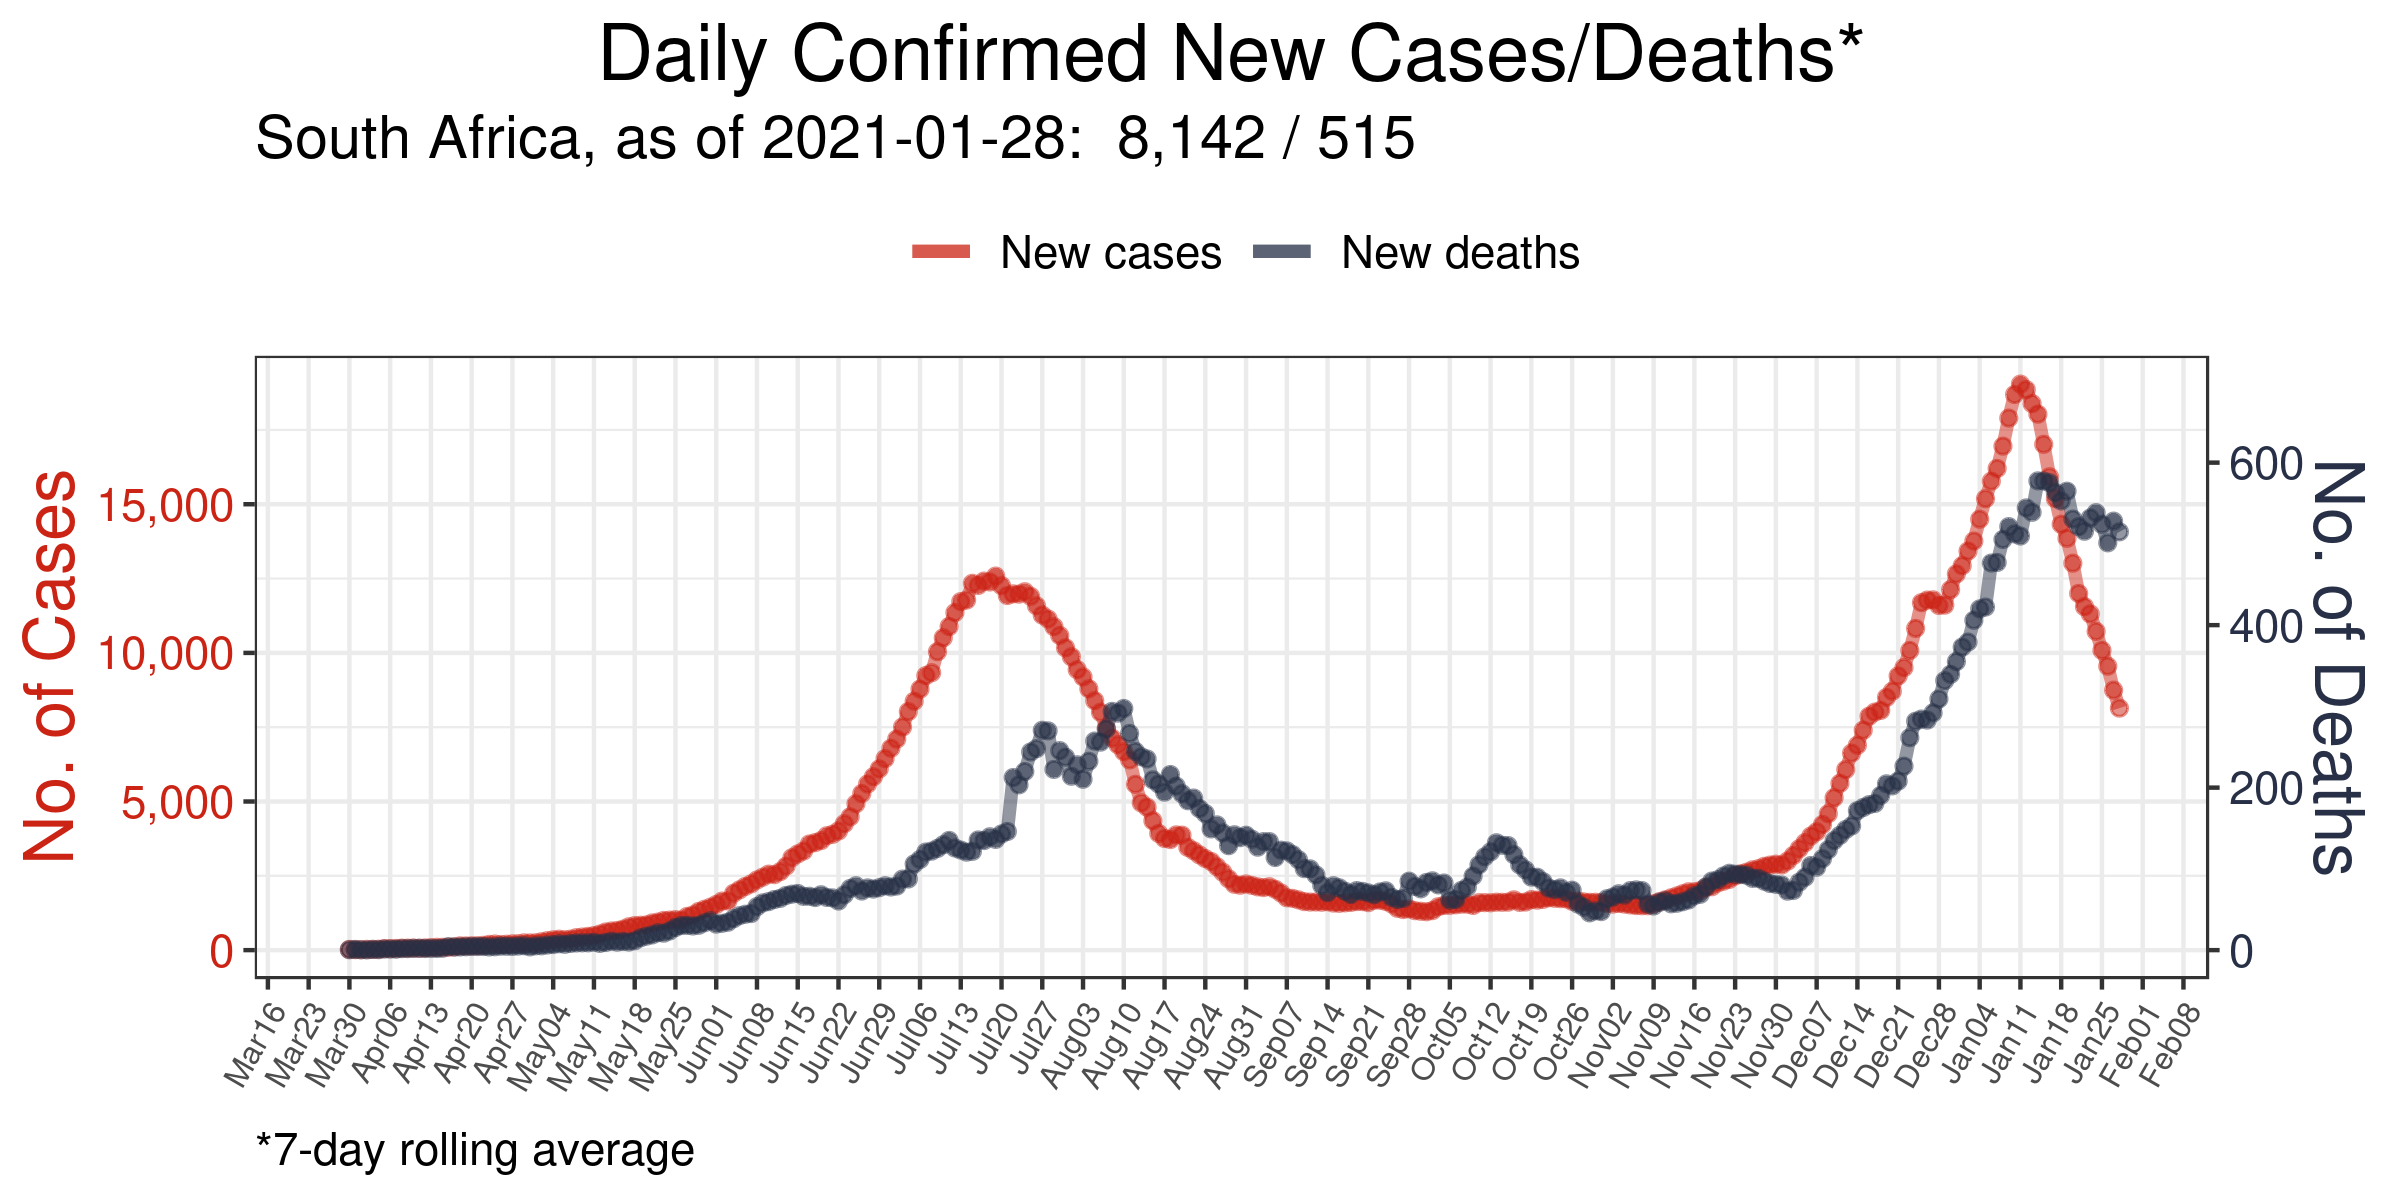 Daily Confirmed New Cases/Deaths*
South Africa, as of 2021-01-28:  8,142 / 515
New cases
New deaths
No. of Cases
15,000
10,000
5,000
0
600
400
200
0
No. of Deaths
Mar16
Mar23
Mar30
Apr06
Apr13
Apr20
Apr27
May04
May11
May18
May25
Jun01
Jun08
Jun15
Jun22
Jun29
Jul06
Jul13
Jul20
Jul27
Aug03
Aug10
Aug17
Aug24
Aug31
Sep07
Sep14
Sep21
Sep28
Oct05
Oct12
Oct19
Oct26
Nov02
Nov09
Nov16
Nov23
Nov30
Dec07
Dec14
Dec21
Dec28
Jan04
Jan11
Jan18
Jan25
Feb01
Feb08
*7-day rolling average